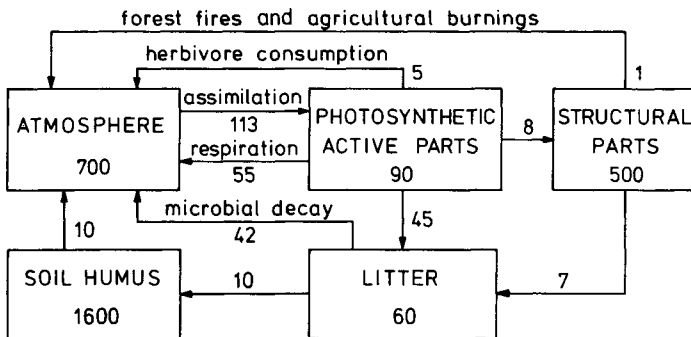 forest fires and agricultural burnings
herbivore consumption
5
1
ATMOSPHERE
700
assimilation
113
respiration
55
PHOTOSYNTHETIC
ACTIVE PARTS
90
8
STRUCTURAL
PARTS
500
10
microbial decay
42
45
SOIL HUMUS
1600
10
LITTER
60
7